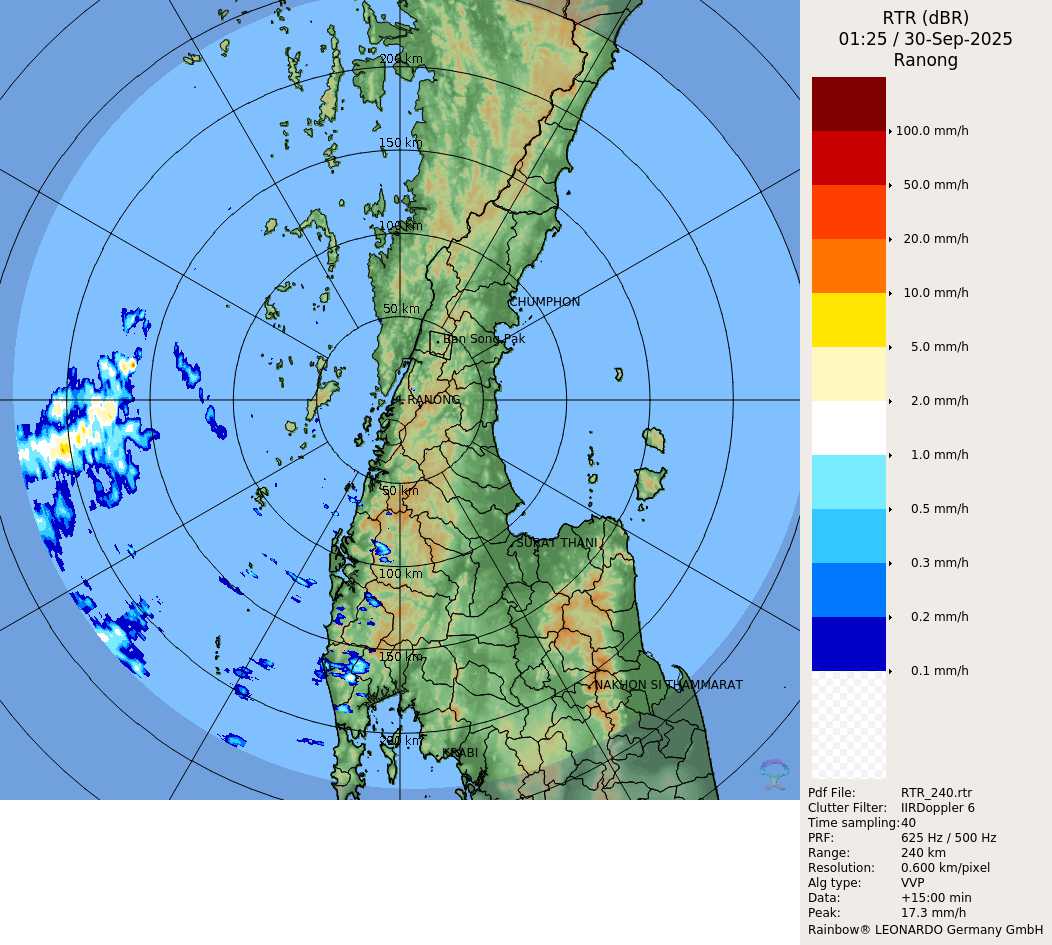 RTR (dBR)
01:25 / 30-Sep-2025
Ranong
200 km
150 km
100 km
50 km
CHUMPHON
Ban Song Pak
RANONG
50 km
SURAT THANI
100 km
150 km
NAKHON SI THAMMARAT
200 km
KRABI
100.0 mm/h
50.0 mm/h
20.0 mm/h
10.0 mm/h
5.0 mm/h
2.0 mm/h
1.0 mm/h
0.5 mm/h
0.3 mm/h
0.2 mm/h
0.1 mm/h
Pdf File: RTR_240.rtr
Clutter Filter: IIRDoppler 6
Time sampling: 40
PRF: 625 Hz / 500 Hz
Range: 240 km
Resolution: 0.600 km/pixel
Alg type: VVP
Data: +15:00 min
Peak: 17.3 mm/h
Rainbow® LEONARDO Germany GmbH